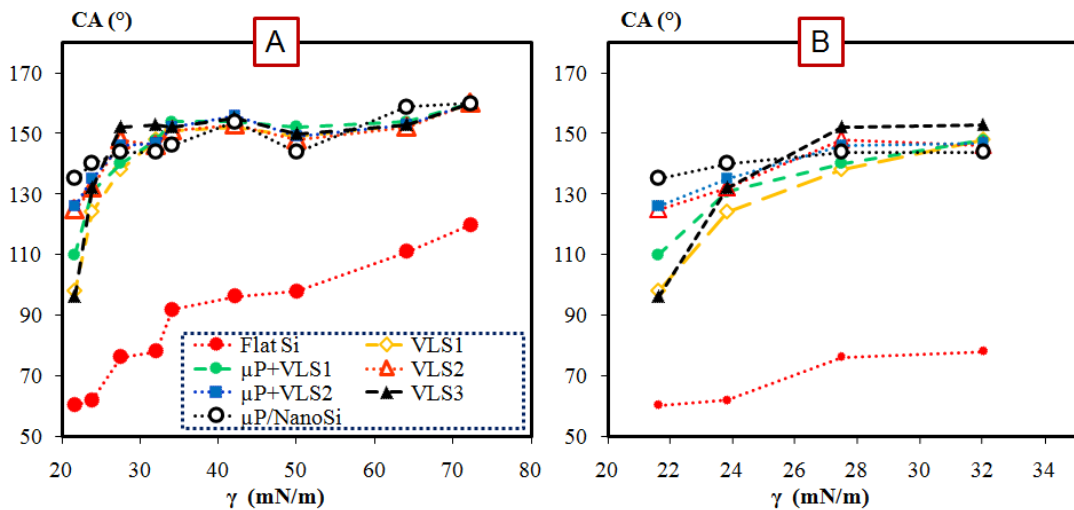 CA (°)
A
170
150
130
110
90
70
50
20
30
40
50
60
70
80
γ (mN/m)
Flat Si
VLS1
µP+VLS1
VLS2
µP+VLS2
VLS3
µP/NanoSi
CA (°)
B
170
150
130
110
90
70
50
20
22
24
26
28
30
32
34
γ (mN/m)